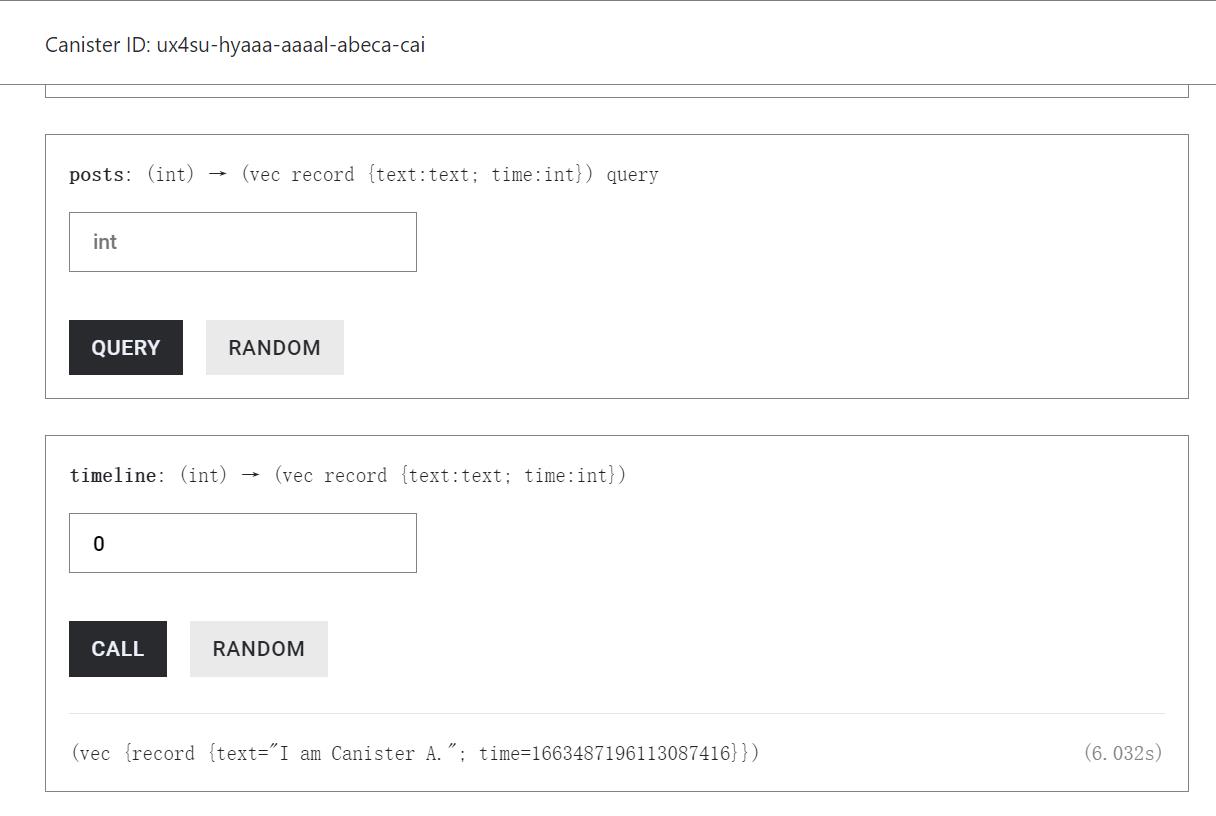 Canister ID: ux4su-hyaaa-aaaal-abeca-cai
posts: (int) → (vec record {text:text; time:int}) query
int
QUERY RANDOM
timeline: (int) → (vec record {text:text; time:int})
0
CALL RANDOM
(vec {record {text="I am Canister A."; time=1663487196113087416}}) (6.032s)